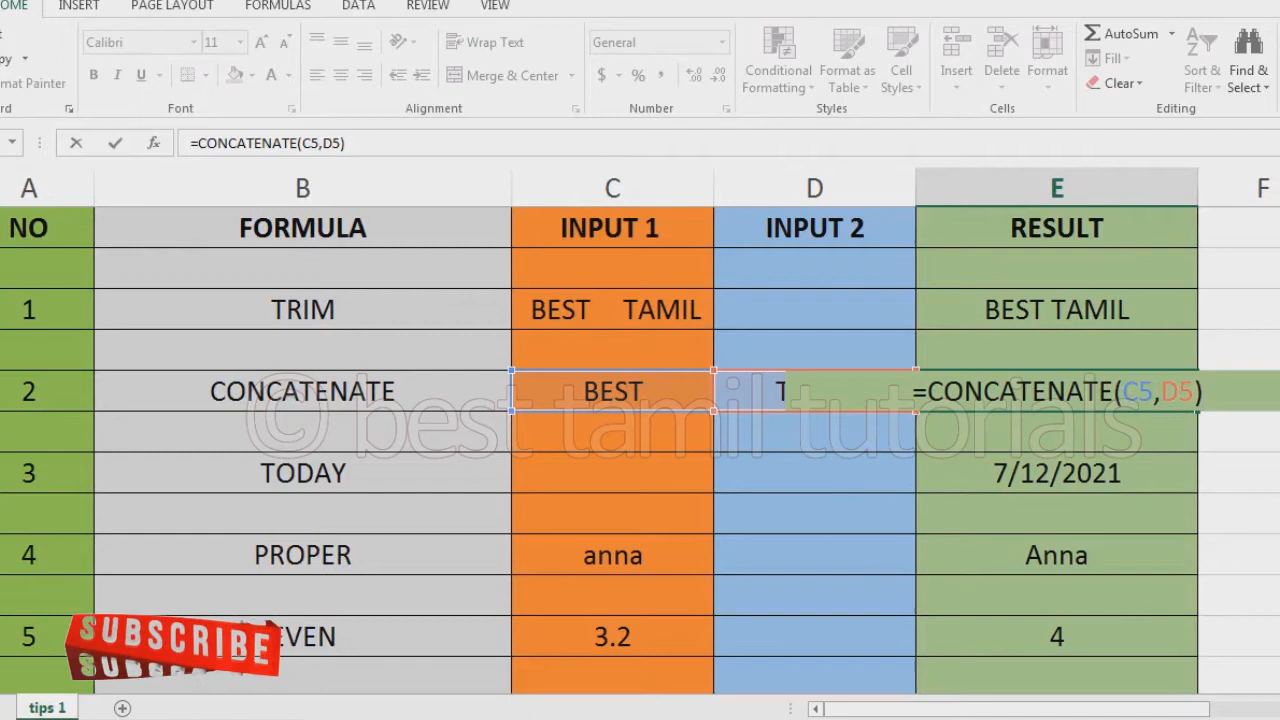 OME INSERT PAGE LAYOUT FORMULAS DATA REVIEW VIEW
Calibri 11 Wrap Text General AutoSum
py Fill
rmat Painter B I U Merge & Center $ % , Conditional Formatting Format as Table Cell Styles Insert Delete Format Clear Sort & Filter Find & Select
rd Font Alignment Number Styles Cells Editing
fx =CONCATENATE(C5,D5)
A B C D E F
NO FORMULA INPUT 1 INPUT 2 RESULT
1 TRIM BEST TAMIL BEST TAMIL
2 CONCATENATE BEST T =CONCATENATE(C5,D5)
© best tamil tutorials
3 TODAY 7/12/2021
4 PROPER anna Anna
5 EVEN 3.2 4
SUBSCRIBE
tips 1